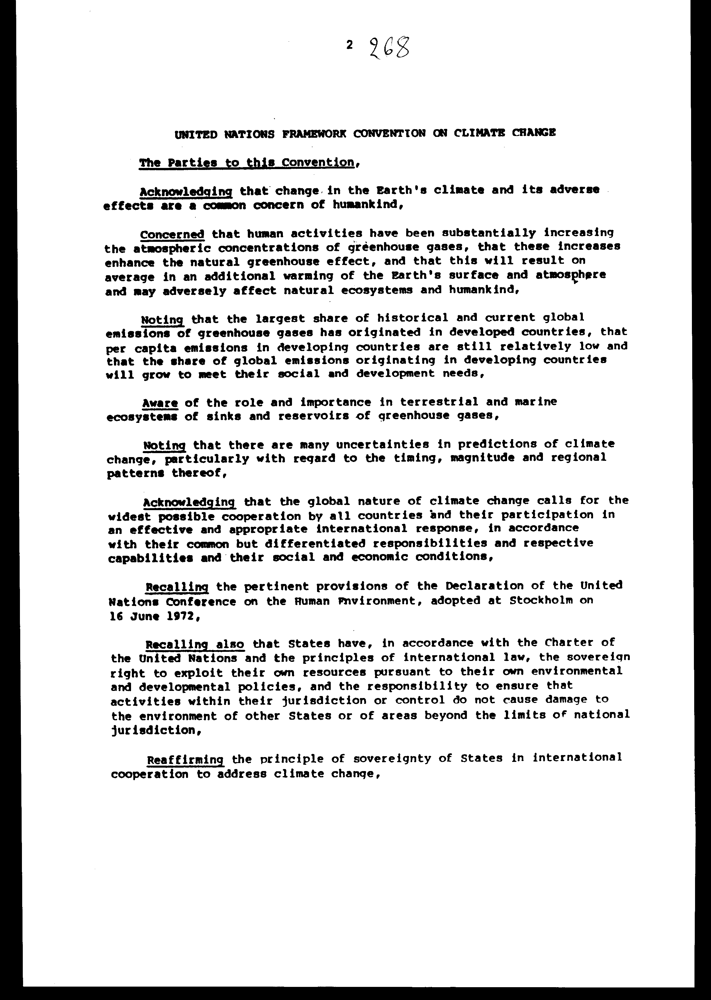 2 268
UNITED NATIONS FRAMEWORK CONVENTION ON CLIMATE CHANGE
The Parties to this Convention,
Acknowledging that change in the Earth's climate and its adverse
effects are a common concern of humankind,
Concerned that human activities have been substantially increasing
the atmospheric concentrations of greenhouse gases, that these increases
enhance the natural greenhouse effect, and that this will result on
average in an additional warming of the Earth's surface and atmosphere
and may adversely affect natural ecosystems and humankind,
Noting that the largest share of historical and current global
emissions of greenhouse gases has originated in developed countries, that
per capita emissions in developing countries are still relatively low and
that the share of global emissions originating in developing countries
will grow to meet their social and development needs,
Aware of the role and importance in terrestrial and marine
ecosystems of sinks and reservoirs of greenhouse gases,
Noting that there are many uncertainties in predictions of climate
change, particularly with regard to the timing, magnitude and regional
patterns thereof,
Acknowledging that the global nature of climate change calls for the
widest possible cooperation by all countries and their participation in
an effective and appropriate international response, in accordance
with their common but differentiated responsibilities and respective
capabilities and their social and economic conditions,
Recalling the pertinent provisions of the Declaration of the United
Nations Conference on the Human Environment, adopted at Stockholm on
16 June 1972,
Recalling also that States have, in accordance with the Charter of
the United Nations and the principles of international law, the sovereign
right to exploit their own resources pursuant to their own environmental
and developmental policies, and the responsibility to ensure that
activities within their jurisdiction or control do not cause damage to
the environment of other States or of areas beyond the limits of national
jurisdiction,
Reaffirming the principle of sovereignty of States in international
cooperation to address climate change,